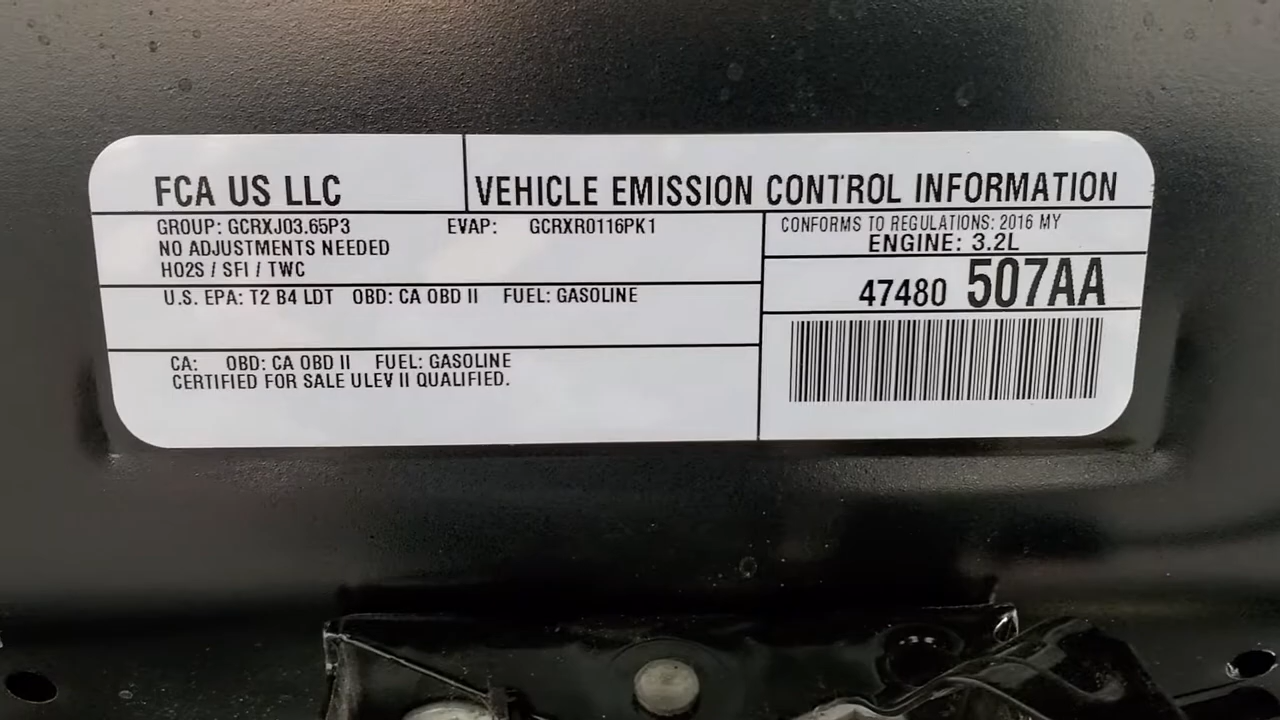 FCA US LLC
VEHICLE EMISSION CONTROL INFORMATION
GROUP: GCRXJ03.65P3 EVAP: GCRXR0116PK1
NO ADJUSTMENTS NEEDED
HO2S / SFI / TWC
CONFORMS TO REGULATIONS: 2016 MY
ENGINE: 3.2L
47480 507AA
U.S. EPA: T2 B4 LDT OBD: CA OBD II FUEL: GASOLINE
CA: OBD: CA OBD II FUEL: GASOLINE
CERTIFIED FOR SALE ULEV II QUALIFIED.